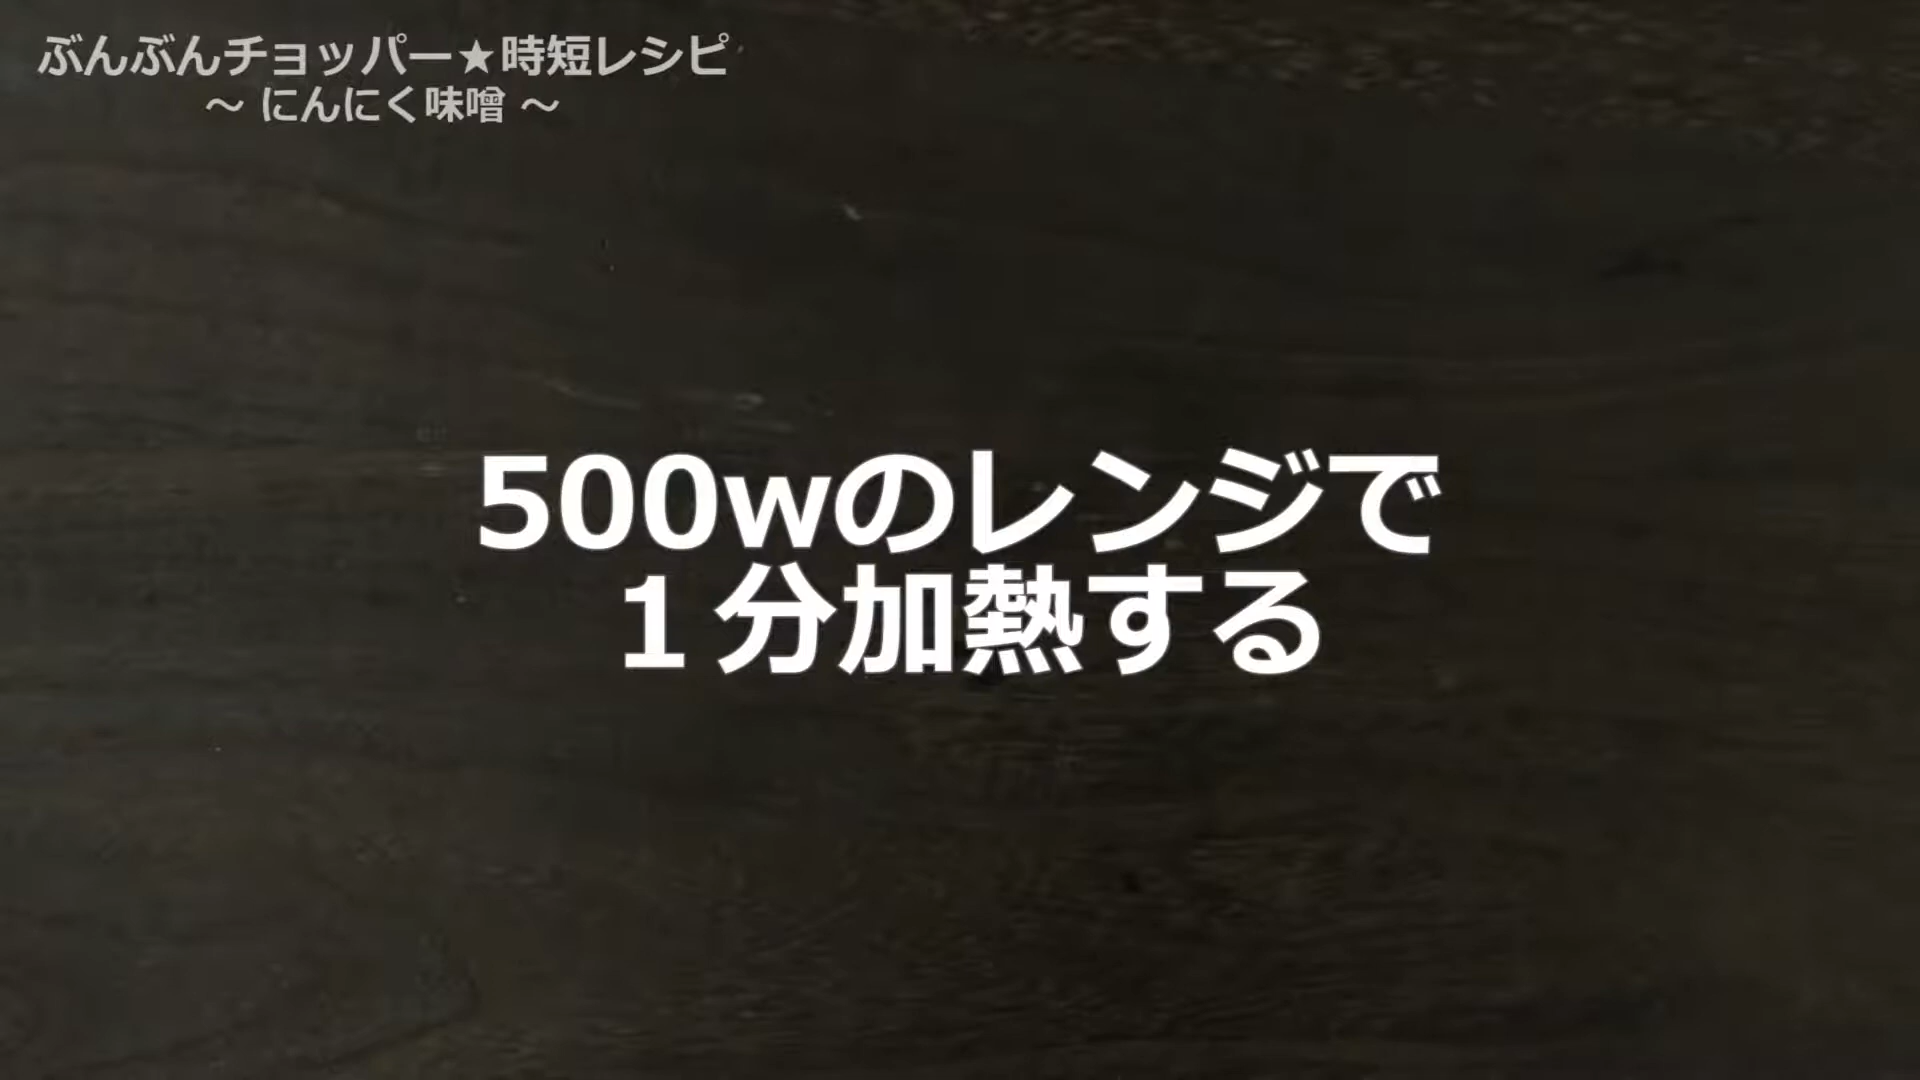 ぶんぶんチョッパー★時短レシピ
～ にんにく味噌 ～
500wのレンジで
１分加熱する